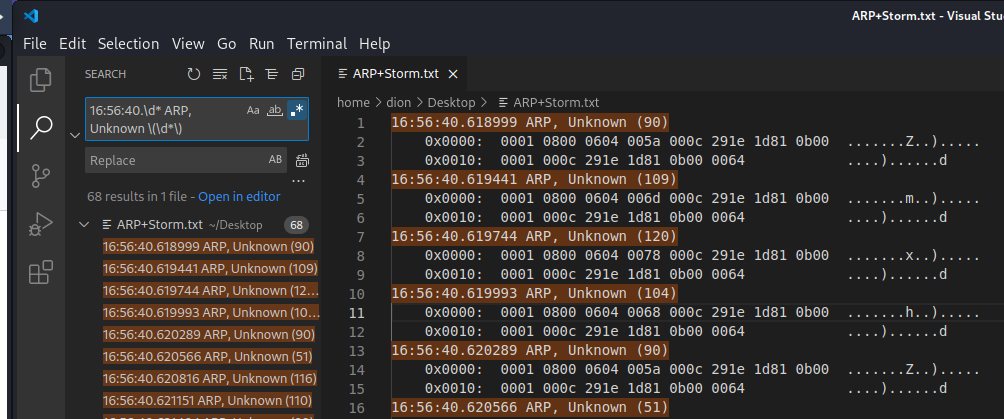 ARP+Storm.txt - Visual Stu
File Edit Selection View Go Run Terminal Help
SEARCH
16:56:40.\d* ARP,
Unknown \(\d*\)
Aa ab .*
Replace
AB
68 results in 1 file - Open in editor
ARP+Storm.txt ~/Desktop 68
16:56:40.618999 ARP, Unknown (90)
16:56:40.619441 ARP, Unknown (109)
16:56:40.619744 ARP, Unknown (12...
16:56:40.619993 ARP, Unknown (10...
16:56:40.620289 ARP, Unknown (90)
16:56:40.620566 ARP, Unknown (51)
16:56:40.620816 ARP, Unknown (116)
16:56:40.621151 ARP, Unknown (110)
ARP+Storm.txt
home > dion > Desktop > ARP+Storm.txt
1 16:56:40.618999 ARP, Unknown (90)
2 0x0000: 0001 0800 0604 005a 000c 291e 1d81 0b00 .......Z..).....
3 0x0010: 000c 291e 1d81 0b00 0064 ....)......d
4 16:56:40.619441 ARP, Unknown (109)
5 0x0000: 0001 0800 0604 006d 000c 291e 1d81 0b00 .......m..).....
6 0x0010: 000c 291e 1d81 0b00 0064 ....)......d
7 16:56:40.619744 ARP, Unknown (120)
8 0x0000: 0001 0800 0604 0078 000c 291e 1d81 0b00 .......x..).....
9 0x0010: 000c 291e 1d81 0b00 0064 ....)......d
10 16:56:40.619993 ARP, Unknown (104)
11 0x0000: 0001 0800 0604 0068 000c 291e 1d81 0b00 .......h..).....
12 0x0010: 000c 291e 1d81 0b00 0064 ....)......d
13 16:56:40.620289 ARP, Unknown (90)
14 0x0000: 0001 0800 0604 005a 000c 291e 1d81 0b00 .......Z..).....
15 0x0010: 000c 291e 1d81 0b00 0064 ....)......d
16 16:56:40.620566 ARP, Unknown (51)